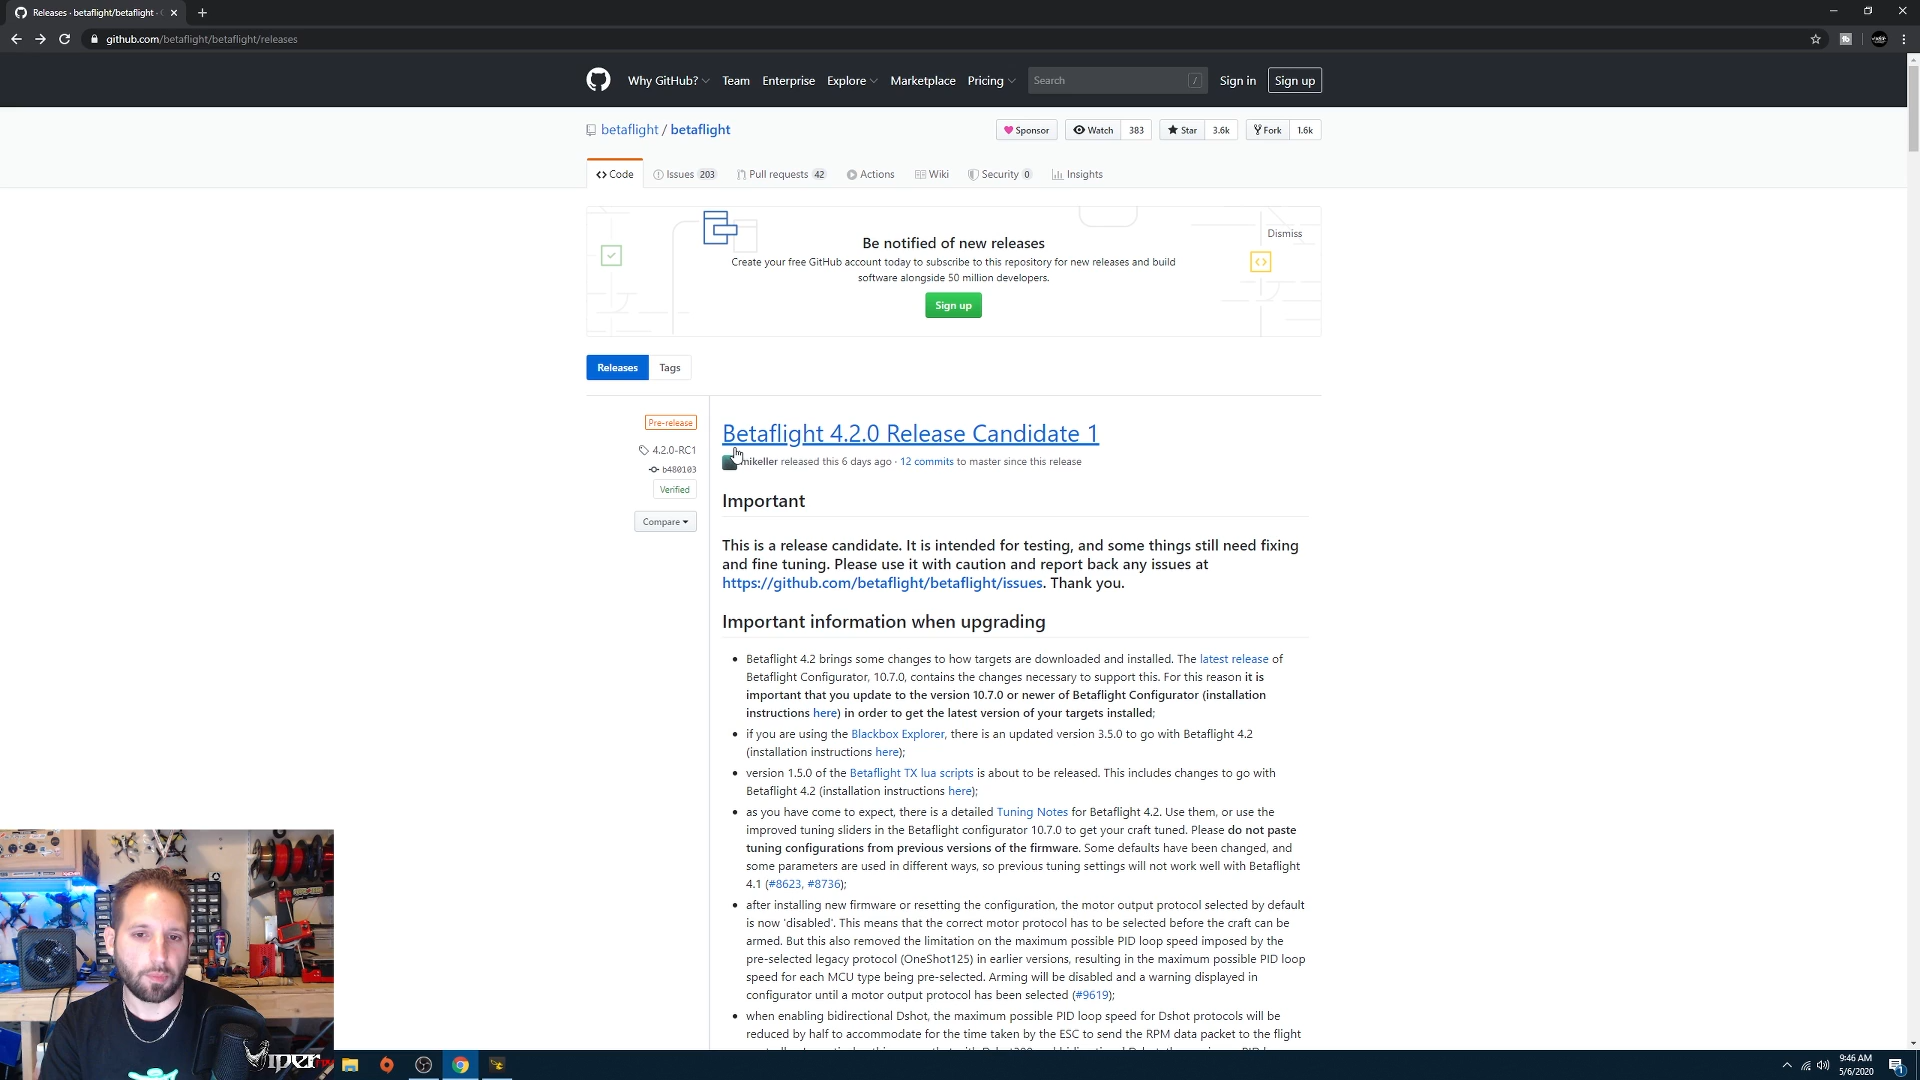 Releases · betaflight/betaflight ·
github.com/betaflight/betaflight/releases
Why GitHub? Team Enterprise Explore Marketplace Pricing Search / Sign in Sign up
betaflight / betaflight
Sponsor Watch 383 Star 3.6k Fork 1.6k
Code Issues 203 Pull requests 42 Actions Wiki Security 0 Insights
Dismiss
Be notified of new releases
Create your free GitHub account today to subscribe to this repository for new releases and build
software alongside 50 million developers.
Sign up
Releases Tags
Pre-release
4.2.0-RC1
b480103
Verified
Compare
Betaflight 4.2.0 Release Candidate 1
mikeller released this 6 days ago · 12 commits to master since this release
Important
This is a release candidate. It is intended for testing, and some things still need fixing
and fine tuning. Please use it with caution and report back any issues at
https://github.com/betaflight/betaflight/issues. Thank you.
Important information when upgrading
• Betaflight 4.2 brings some changes to how targets are downloaded and installed. The latest release of
Betaflight Configurator, 10.7.0, contains the changes necessary to support this. For this reason it is
important that you update to the version 10.7.0 or newer of Betaflight Configurator (installation
instructions here) in order to get the latest version of your targets installed;
• if you are using the Blackbox Explorer, there is an updated version 3.5.0 to go with Betaflight 4.2
(installation instructions here);
• version 1.5.0 of the Betaflight TX lua scripts is about to be released. This includes changes to go with
Betaflight 4.2 (installation instructions here);
• as you have come to expect, there is a detailed Tuning Notes for Betaflight 4.2. Use them, or use the
improved tuning sliders in the Betaflight configurator 10.7.0 to get your craft tuned. Please do not paste
tuning configurations from previous versions of the firmware. Some defaults have been changed, and
some parameters are used in different ways, so previous tuning settings will not work well with Betaflight
4.1 (#8623, #8736);
• after installing new firmware or resetting the configuration, the motor output protocol selected by default
is now 'disabled'. This means that the correct motor protocol has to be selected before the craft can be
armed. But this also removed the limitation on the maximum possible PID loop speed imposed by the
pre-selected legacy protocol (OneShot125) in earlier versions, resulting in the maximum possible PID loop
speed for each MCU type being pre-selected. Arming will be disabled and a warning displayed in
configurator until a motor output protocol has been selected (#9619);
• when enabling bidirectional Dshot, the maximum possible PID loop speed for Dshot protocols will be
reduced by half to accommodate for the time taken by the ESC to send the RPM data packet to the flight
Viper
9:46 AM
5/6/2020